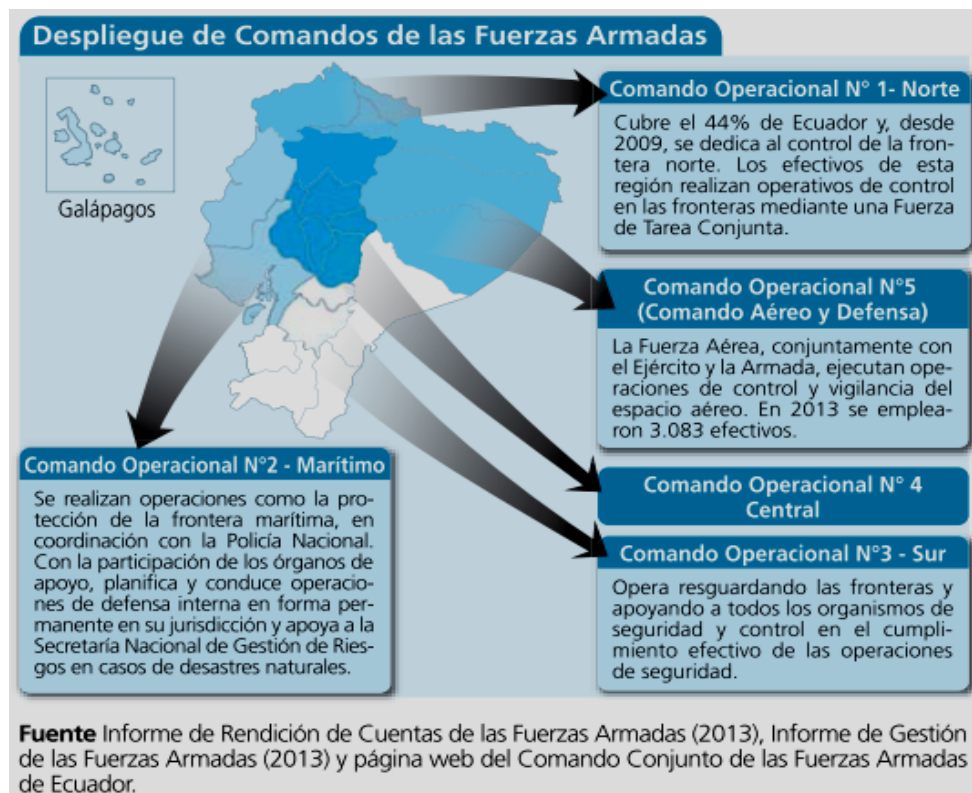 Despliegue de Comandos de las Fuerzas Armadas
Galápagos
Comando Operacional N° 1- Norte
Cubre el 44% de Ecuador y, desde
2009, se dedica al control de la fron-
tera norte. Los efectivos de esta
región realizan operativos de control
en las fronteras mediante una Fuerza
de Tarea Conjunta.
Comando Operacional N°5
(Comando Aéreo y Defensa)
La Fuerza Aérea, conjuntamente con
el Ejército y la Armada, ejecutan ope-
raciones de control y vigilancia del
espacio aéreo. En 2013 se emplea-
ron 3.083 efectivos.
Comando Operacional N°2 - Marítimo
Se realizan operaciones como la pro-
tección de la frontera marítima, en
coordinación con la Policía Nacional.
Con la participación de los órganos de
apoyo, planifica y conduce operacio-
nes de defensa interna en forma per-
manente en su jurisdicción y apoya a la
Secretaría Nacional de Gestión de Ries-
gos en casos de desastres naturales.
Comando Operacional N° 4
Central
Comando Operacional N°3 - Sur
Opera resguardando las fronteras y
apoyando a todos los organismos de
seguridad y control en el cumpli-
miento efectivo de las operaciones
de seguridad.
Fuente Informe de Rendición de Cuentas de las Fuerzas Armadas (2013), Informe de Gestión
de las Fuerzas Armadas (2013) y página web del Comando Conjunto de las Fuerzas Armadas
de Ecuador.